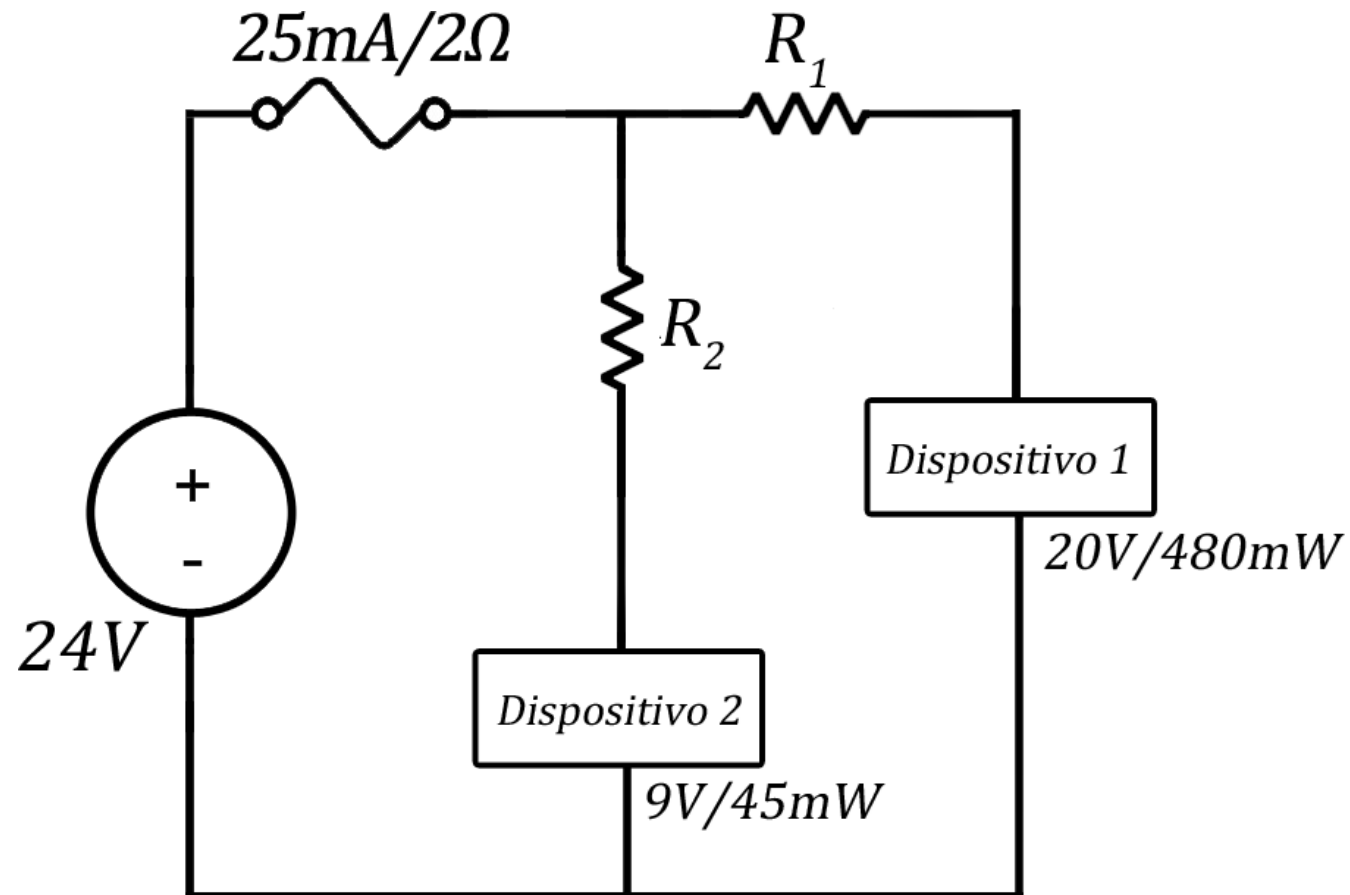 25mA/2Ω
R1
R2
Dispositivo 1
+
-
20V/480mW
24V
Dispositivo 2
9V/45mW